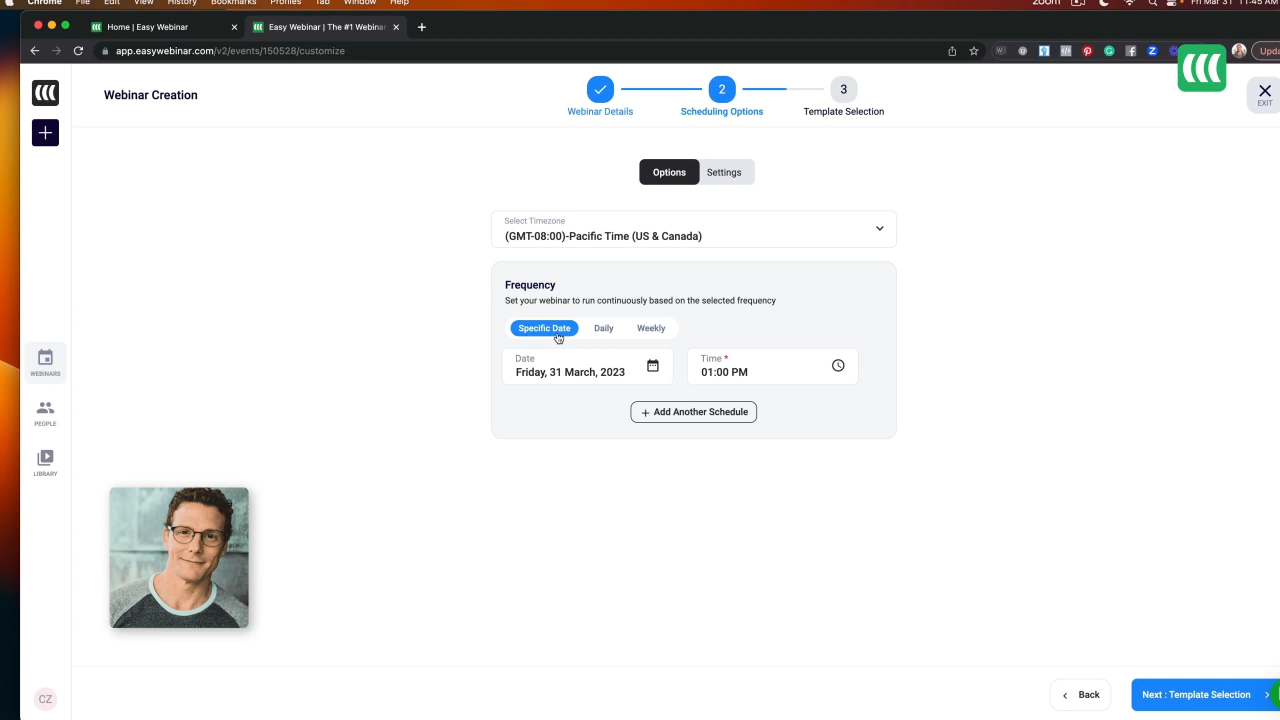 Chrome File Edit View History Bookmarks Profiles Tab Window Help zoom Fri Mar 31 11:45 AM
Home | Easy Webinar
Easy Webinar | The #1 Webinar
app.easywebinar.com/v2/events/150528/customize
Webinar Creation
2
3
Webinar Details
Scheduling Options
Template Selection
EXIT
Options
Settings
Select Timezone
(GMT-08:00)-Pacific Time (US & Canada)
Frequency
Set your webinar to run continuously based on the selected frequency
Specific Date
Daily
Weekly
Date
Friday, 31 March, 2023
Time *
01:00 PM
+ Add Another Schedule
WEBINARS
PEOPLE
LIBRARY
CZ
Back
Next : Template Selection